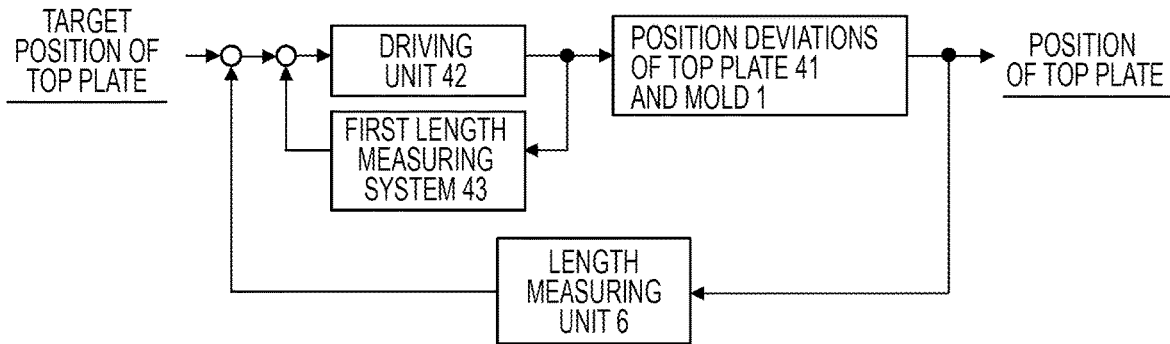 TARGET
POSITION OF
TOP PLATE
DRIVING
UNIT 42
POSITION DEVIATIONS
OF TOP PLATE 41
AND MOLD 1
POSITION
OF TOP PLATE
FIRST LENGTH
MEASURING
SYSTEM 43
LENGTH
MEASURING
UNIT 6